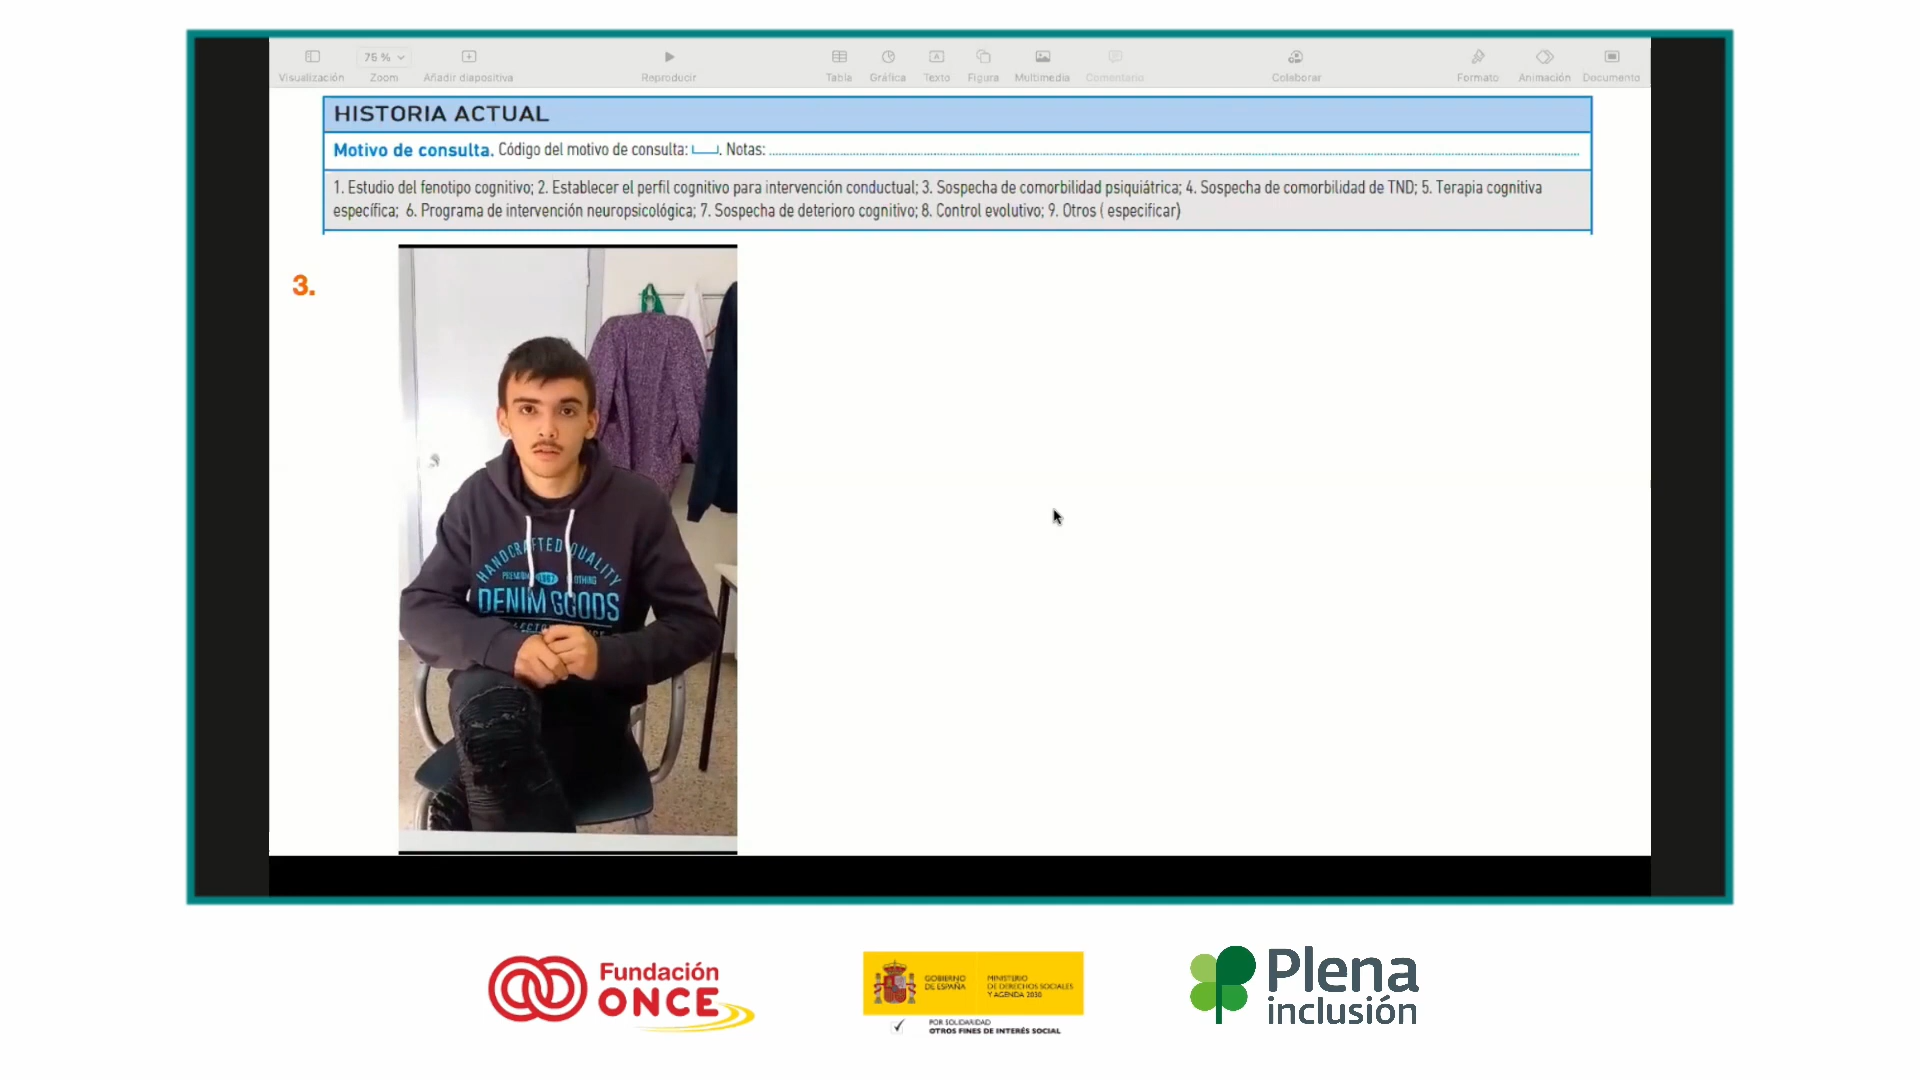 75 %
Visualización Zoom Añadir diapositiva Reproducir Tabla Gráfica Texto Figura Multimedia Comentario Colaborar Formato Animación Documento
HISTORIA ACTUAL
Motivo de consulta. Código del motivo de consulta: . Notas:
1. Estudio del fenotipo cognitivo; 2. Establecer el perfil cognitivo para intervención conductual; 3. Sospecha de comorbilidad psiquiátrica; 4. Sospecha de comorbilidad de TND; 5. Terapia cognitiva
específica; 6. Programa de intervención neuropsicológica; 7. Sospecha de deterioro cognitivo; 8. Control evolutivo; 9. Otros ( especificar)
3.
HANDCRAFTED QUALITY
DENIM GOODS
Fundación
ONCE
GOBIERNO
DE ESPAÑA
MINISTERIO
DE DERECHOS SOCIALES
Y AGENDA 2030
POR SOLIDARIDAD
OTROS FINES DE INTERÉS SOCIAL
Plena
inclusión